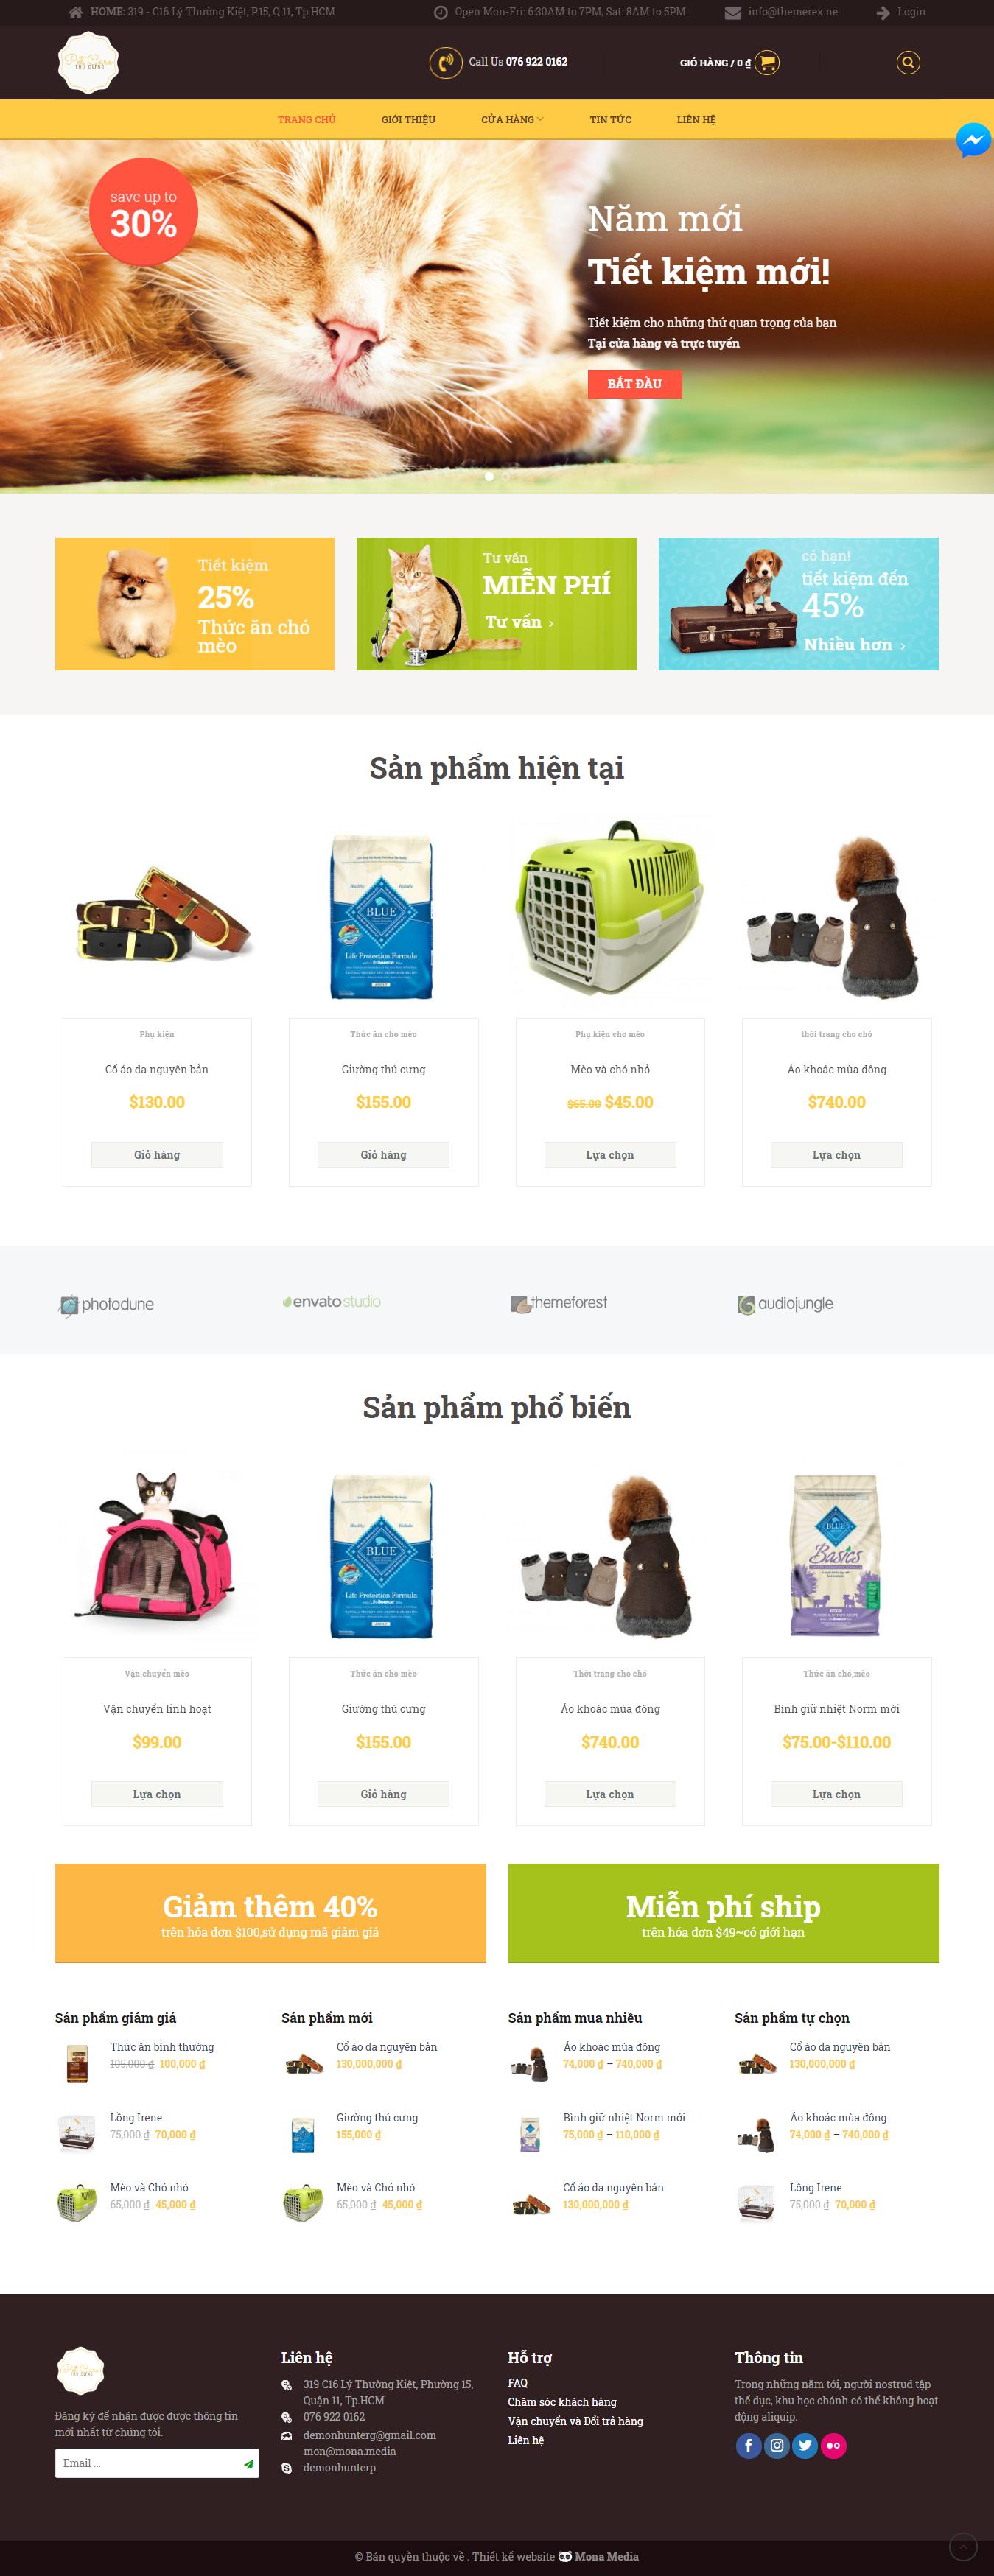 HOME: 319 - C16 Lý Thường Kiệt, P.15, Q.11, Tp.HCM
Open Mon-Fri: 6:30AM to 7PM, Sat: 8AM to 5PM
info@themerex.ne
Login
THÚ CƯNG
Call Us 076 922 0162
GIỎ HÀNG / 0 ₫
TRANG CHỦ
GIỚI THIỆU
CỬA HÀNG
TIN TỨC
LIÊN HỆ
save up to
30%
Năm mới
Tiết kiệm mới!
Tiết kiệm cho những thứ quan trọng của bạn
Tại cửa hàng và trực tuyến
BẮT ĐẦU
Tiết kiệm
25%
Thức ăn chó
mèo
Tư vấn
MIỄN PHÍ
Tư vấn
có hạn!
tiết kiệm đến
45%
Nhiều hơn
Sản phẩm hiện tại
BLUE
Life Protection Formula
Phụ kiện
Cổ áo da nguyên bản
$130.00
Giỏ hàng
Thức ăn cho mèo
Giường thú cưng
$155.00
Giỏ hàng
Phụ kiện cho mèo
Mèo và chó nhỏ
$65.00 $45.00
Lựa chọn
thời trang cho chó
Áo khoác mùa đông
$740.00
Lựa chọn
photodune
envato studio
themeforest
audiojungle
Sản phẩm phổ biến
BLUE
Life Protection Formula
BLUE
Basics
Vận chuyển mèo
Vận chuyển linh hoạt
$99.00
Lựa chọn
Thức ăn cho mèo
Giường thú cưng
$155.00
Giỏ hàng
Thời trang cho chó
Áo khoác mùa đông
$740.00
Lựa chọn
Thức ăn chó,mèo
Bình giữ nhiệt Norm mới
$75.00-$110.00
Lựa chọn
Giảm thêm 40%
trên hóa đơn $100,sử dụng mã giảm giá
Miễn phí ship
trên hóa đơn $49~có giới hạn
Sản phẩm giảm giá
Thức ăn bình thường
105,000 ₫ 100,000 ₫
Lồng Irene
75,000 ₫ 70,000 ₫
Mèo và Chó nhỏ
65,000 ₫ 45,000 ₫
Sản phẩm mới
Cổ áo da nguyên bản
130,000,000 ₫
Giường thú cưng
155,000 ₫
Mèo và Chó nhỏ
65,000 ₫ 45,000 ₫
Sản phẩm mua nhiều
Áo khoác mùa đông
74,000 ₫ – 740,000 ₫
Bình giữ nhiệt Norm mới
75,000 ₫ – 110,000 ₫
Cổ áo da nguyên bản
130,000,000 ₫
Sản phẩm tự chọn
Cổ áo da nguyên bản
130,000,000 ₫
Áo khoác mùa đông
74,000 ₫ – 740,000 ₫
Lồng Irene
75,000 ₫ 70,000 ₫
THÚ CƯNG
Đăng ký để nhận được được thông tin
mới nhất từ chúng tôi.
Email ...
Liên hệ
319 C16 Lý Thường Kiệt, Phường 15,
Quận 11, Tp.HCM
076 922 0162
demonhunterg@gmail.com
mon@mona.media
demonhunterp
Hỗ trợ
FAQ
Chăm sóc khách hàng
Vận chuyển và Đổi trả hàng
Liên hệ
Thông tin
Trong những năm tới, người nostrud tập
thể dục, khu học chánh có thể không hoạt
động aliquip.
© Bản quyền thuộc về . Thiết kế website Mona Media